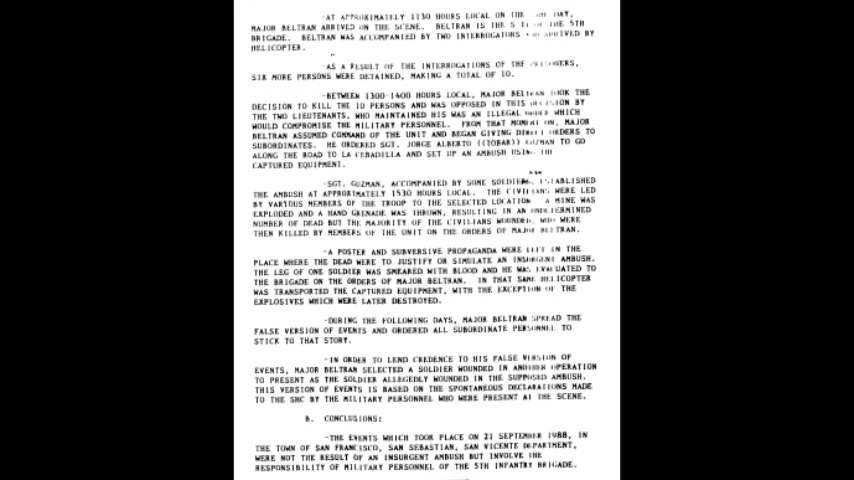 -AT APPROXIMATELY 1130 HOURS LOCAL ON THE DAY,
MAJOR BELTRAN ARRIVED ON THE SCENE. BELTRAN IS THE OF THE 5TH
BRIGADE. BELTRAN WAS ACCOMPANIED BY TWO INTERROGATORS ARRIVED BY
HELICOPTER.
-AS A RESULT OF THE INTERROGATIONS OF THE PRISONERS,
SIX MORE PERSONS WERE DETAINED, MAKING A TOTAL OF 10.
-BETWEEN 1300-1400 HOURS LOCAL, MAJOR BELTRAN TOOK THE
DECISION TO KILL THE 10 PERSONS AND WAS OPPOSED IN THIS DECISION BY
THE TWO LIEUTENANTS, WHO MAINTAINED HIS WAS AN ILLEGAL ORDER WHICH
WOULD COMPROMISE THE MILITARY PERSONNEL. FROM THAT MOMENT ON, MAJOR
BELTRAN ASSUMED COMMAND OF THE UNIT AND BEGAN GIVING DIRECT ORDERS TO
SUBORDINATES. HE ORDERED SGT. JORGE ALBERTO ((TOBAR)) GUZMAN TO GO
ALONG THE ROAD TO LA CEBADILLA AND SET UP AN AMBUSH USING THE
CAPTURED EQUIPMENT.
-SGT. GUZMAN, ACCOMPANIED BY SOME SOLDIERS, ESTABLISHED
THE AMBUSH AT APPROXIMATELY 1530 HOURS LOCAL. THE CIVILIANS WERE LED
BY VARIOUS MEMBERS OF THE TROOP TO THE SELECTED LOCATION A MINE WAS
EXPLODED AND A HAND GRENADE WAS THROWN, RESULTING IN AN UNDETERMINED
NUMBER OF DEAD BUT THE MAJORITY OF THE CIVILIANS WOUNDED, WHO WERE
THEN KILLED BY MEMBERS OF THE UNIT ON THE ORDERS OF MAJOR BELTRAN.
-A POSTER AND SUBVERSIVE PROPAGANDA WERE LEFT IN THE
PLACE WHERE THE DEAD WERE TO JUSTIFY OR SIMULATE AN INSURGENT AMBUSH.
THE LEG OF ONE SOLDIER WAS SMEARED WITH BLOOD AND HE WAS EVACUATED TO
THE BRIGADE ON THE ORDERS OF MAJOR BELTRAN. IN THAT SAME HELICOPTER
WAS TRANSPORTED THE CAPTURED EQUIPMENT, WITH THE EXCEPTION OF THE
EXPLOSIVES WHICH WERE LATER DESTROYED.
-DURING THE FOLLOWING DAYS, MAJOR BELTRAN SPREAD THE
FALSE VERSION OF EVENTS AND ORDERED ALL SUBORDINATE PERSONNEL TO
STICK TO THAT STORY.
-IN ORDER TO LEND CREDENCE TO HIS FALSE VERSION OF
EVENTS, MAJOR BELTRAN SELECTED A SOLDIER WOUNDED IN ANOTHER OPERATION
TO PRESENT AS THE SOLDIER ALLEGEDLY WOUNDED IN THE SUPPOSED AMBUSH.
THIS VERSION OF EVENTS IS BASED ON THE SPONTANEOUS DECLARATIONS MADE
TO THE SHC BY THE MILITARY PERSONNEL WHO WERE PRESENT AT THE SCENE.
B. CONCLUSIONS:
-THE EVENTS WHICH TOOK PLACE ON 21 SEPTEMBER 1988, IN
THE TOWN OF SAN FRANCISCO, SAN SEBASTIAN, SAN VICENTE DEPARTMENT,
WERE NOT THE RESULT OF AN INSURGENT AMBUSH BUT INVOLVE THE
RESPONSIBILITY OF MILITARY PERSONNEL OF THE 5TH INFANTRY BRIGADE.